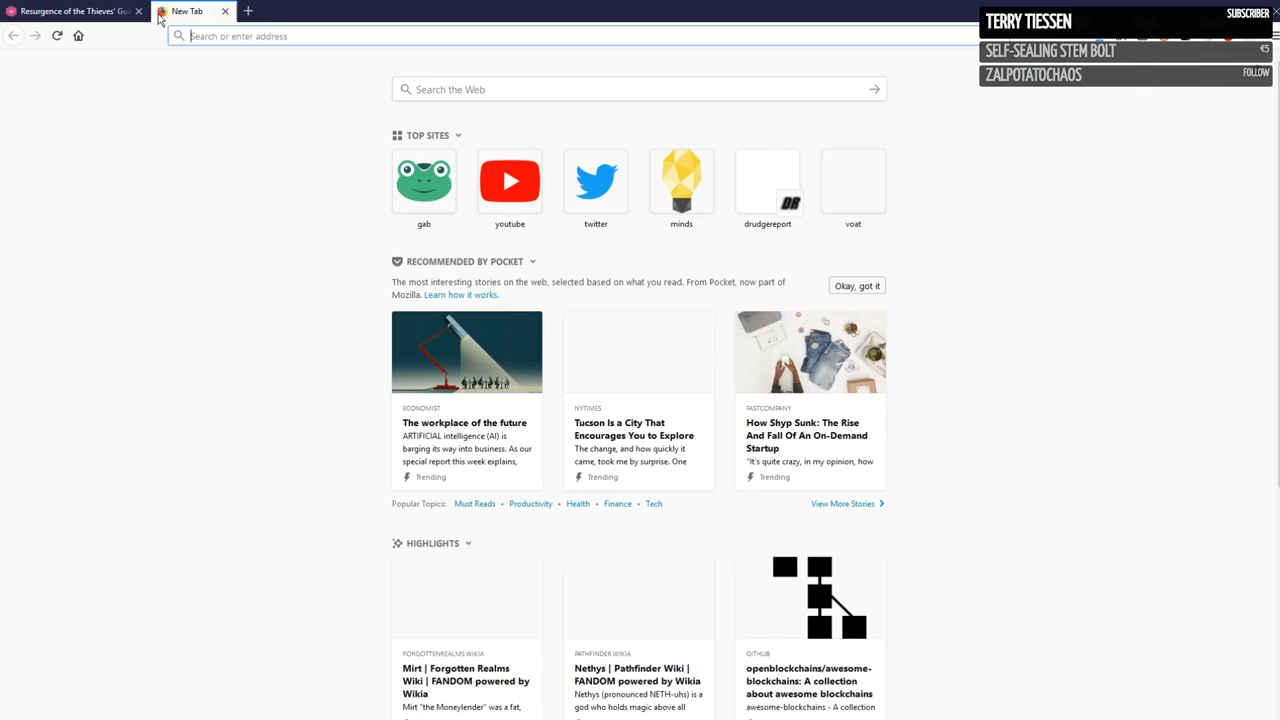 Resurgence of the Thieves' Gui
New Tab
Search or enter address
TERRY TIESSEN
SUBSCRIBER
SELF-SEALING STEM BOLT
€5
ZALPOTATOCHAOS
FOLLOW
Search the Web
TOP SITES
gab
youtube
twitter
minds
DR
drudgereport
voat
RECOMMENDED BY POCKET
The most interesting stories on the web, selected based on what you read. From Pocket, now part of
Mozilla. Learn how it works.
Okay, got it
ECONOMIST
The workplace of the future
ARTIFICIAL intelligence (AI) is
barging its way into business. As our
special report this week explains,
Trending
NYTIMES
Tucson Is a City That
Encourages You to Explore
The change, and how quickly it
came, took me by surprise. One
Trending
FASTCOMPANY
How Shyp Sunk: The Rise
And Fall Of An On-Demand
Startup
"It's quite crazy, in my opinion, how
Trending
Popular Topics: Must Reads • Productivity • Health • Finance • Tech
View More Stories
HIGHLIGHTS
FORGOTTENREALMS.WIKIA
Mirt | Forgotten Realms
Wiki | FANDOM powered by
Wikia
Mirt "the Moneylender" was a fat,
PATHFINDER.WIKIA
Nethys | Pathfinder Wiki |
FANDOM powered by
Wikia
Nethys (pronounced NETH-uhs) is a
god who holds magic above all
GITHUB
openblockchains/awesome-
blockchains: A collection
about awesome blockchains
awesome-blockchains - A collection